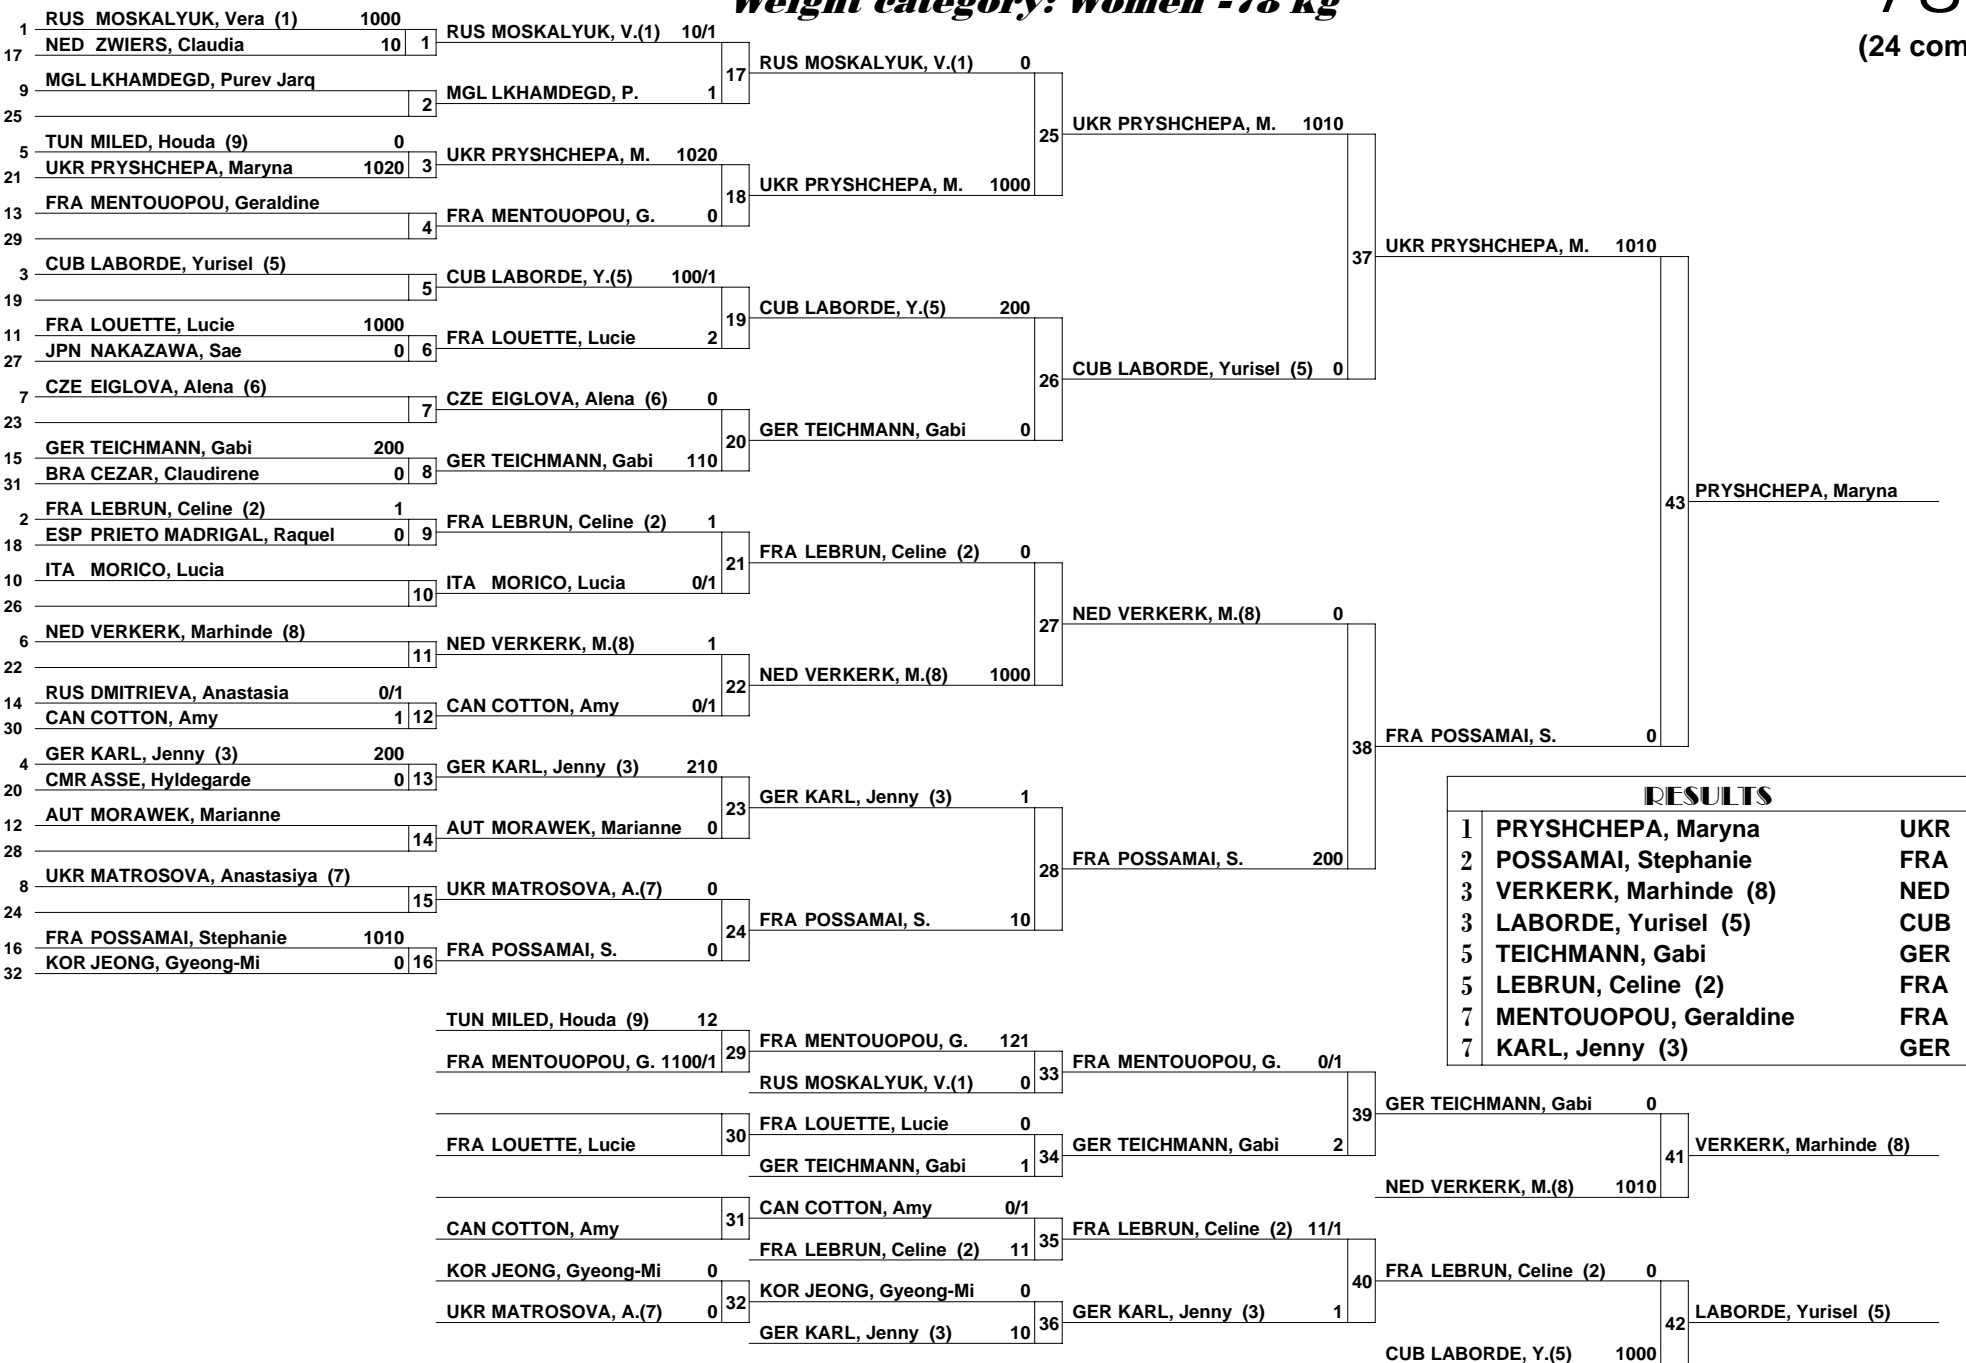 Weight category: Women -78 kg
(24 com
1 RUS MOSKALYUK, Vera (1) 1000
17 NED ZWIERS, Claudia 10 1
9 MGL LKHAMDEGD, Purev Jarq
25 2
5 TUN MILED, Houda (9) 0
21 UKR PRYSHCHEPA, Maryna 1020 3
13 FRA MENTOUOPOU, Geraldine
29 4
3 CUB LABORDE, Yurisel (5)
19 5
11 FRA LOUETTE, Lucie 1000
27 JPN NAKAZAWA, Sae 0 6
7 CZE EIGLOVA, Alena (6)
23 7
15 GER TEICHMANN, Gabi 200
31 BRA CEZAR, Claudirene 0 8
2 FRA LEBRUN, Celine (2) 1
18 ESP PRIETO MADRIGAL, Raquel 0 9
10 ITA MORICO, Lucia
26 10
6 NED VERKERK, Marhinde (8)
22 11
14 RUS DMITRIEVA, Anastasia 0/1
30 CAN COTTON, Amy 1 12
4 GER KARL, Jenny (3) 200
20 CMR ASSE, Hyldegarde 0 13
12 AUT MORAWEK, Marianne
28 14
8 UKR MATROSOVA, Anastasiya (7)
24 15
16 FRA POSSAMAI, Stephanie 1010
32 KOR JEONG, Gyeong-Mi 0 16
RUS MOSKALYUK, V.(1) 10/1
17
MGL LKHAMDEGD, P. 1
UKR PRYSHCHEPA, M. 1020
18
FRA MENTOUOPOU, G. 0
CUB LABORDE, Y.(5) 100/1
19
FRA LOUETTE, Lucie 2
CZE EIGLOVA, Alena (6) 0
20
GER TEICHMANN, Gabi 110
FRA LEBRUN, Celine (2) 1
21
ITA MORICO, Lucia 0/1
NED VERKERK, M.(8) 1
22
CAN COTTON, Amy 0/1
GER KARL, Jenny (3) 210
23
AUT MORAWEK, Marianne 0
UKR MATROSOVA, A.(7) 0
24
FRA POSSAMAI, S. 0
RUS MOSKALYUK, V.(1) 0
25
UKR PRYSHCHEPA, M. 1000
CUB LABORDE, Y.(5) 200
26
GER TEICHMANN, Gabi 0
FRA LEBRUN, Celine (2) 0
27
NED VERKERK, M.(8) 1000
GER KARL, Jenny (3) 1
28
FRA POSSAMAI, S. 10
UKR PRYSHCHEPA, M. 1010
37
CUB LABORDE, Yurisel (5) 0
NED VERKERK, M.(8) 0
38
FRA POSSAMAI, S. 200
UKR PRYSHCHEPA, M. 1010
43
FRA POSSAMAI, S. 0
PRYSHCHEPA, Maryna
RESULTS
1 PRYSHCHEPA, Maryna UKR
2 POSSAMAI, Stephanie FRA
3 VERKERK, Marhinde (8) NED
3 LABORDE, Yurisel (5) CUB
5 TEICHMANN, Gabi GER
5 LEBRUN, Celine (2) FRA
7 MENTOUOPOU, Geraldine FRA
7 KARL, Jenny (3) GER
TUN MILED, Houda (9) 12
29
FRA MENTOUOPOU, G. 1100/1
30
FRA LOUETTE, Lucie
31
CAN COTTON, Amy
KOR JEONG, Gyeong-Mi 0
32
UKR MATROSOVA, A.(7) 0
FRA MENTOUOPOU, G. 121
33
RUS MOSKALYUK, V.(1) 0
FRA LOUETTE, Lucie 0
34
GER TEICHMANN, Gabi 1
CAN COTTON, Amy 0/1
35
FRA LEBRUN, Celine (2) 11
KOR JEONG, Gyeong-Mi 0
36
GER KARL, Jenny (3) 10
FRA MENTOUOPOU, G. 0/1
39
GER TEICHMANN, Gabi 2
FRA LEBRUN, Celine (2) 11/1
40
GER KARL, Jenny (3) 1
GER TEICHMANN, Gabi 0
41
NED VERKERK, M.(8) 1010
FRA LEBRUN, Celine (2) 0
42
CUB LABORDE, Y.(5) 1000
VERKERK, Marhinde (8)
LABORDE, Yurisel (5)